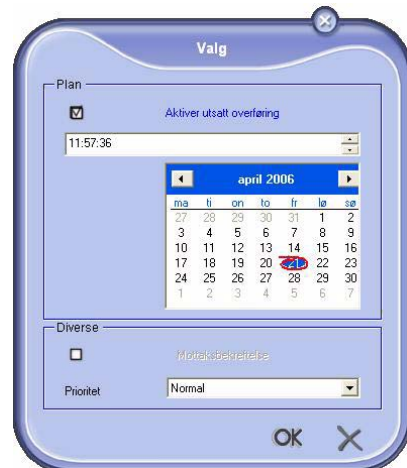 Valg
Plan
Aktiver utsatt overføring
11:57:36
april 2006
ma ti on to fr lø sø
27 28 29 30 31 1 2
3 4 5 6 7 8 9
10 11 12 13 14 15 16
17 18 19 20 21 22 23
24 25 26 27 28 29 30
1 2 3 4 5 6 7
Diverse
Mottaksbekreftelse
Prioritet Normal
OK